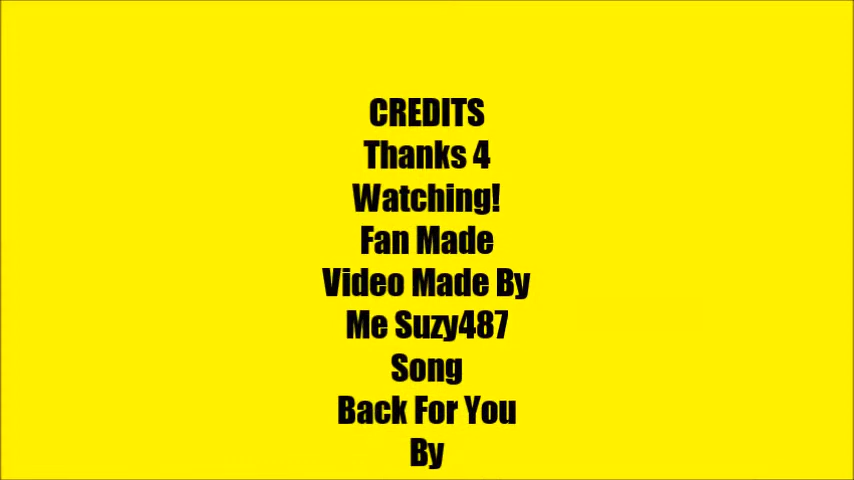 CREDITS
Thanks 4
Watching!
Fan Made
Video Made By
Me Suzy487
Song
Back For You
By